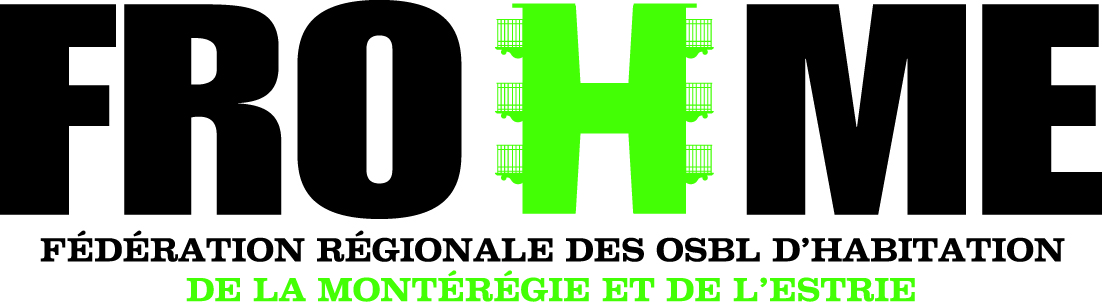 FROHME
FÉDÉRATION RÉGIONALE DES OSBL D'HABITATION
DE LA MONTÉRÉGIE ET DE L'ESTRIE